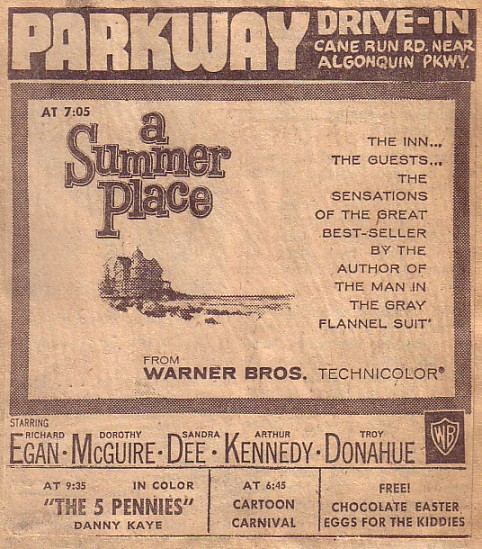 PARKWAY DRIVE-IN
CANE RUN RD. NEAR
ALGONQUIN PKWY.
AT 7:05
a
Summer
Place
THE INN...
THE GUESTS...
THE
SENSATIONS
OF THE GREAT
BEST-SELLER
BY THE
AUTHOR OF
THE MAN IN
THE GRAY
FLANNEL SUIT'
FROM
WARNER BROS. TECHNICOLOR®
STARRING
RICHARD EGAN · DOROTHY McGUIRE · SANDRA DEE · ARTHUR KENNEDY · TROY DONAHUE
WB
AT 9:35 IN COLOR
"THE 5 PENNIES"
DANNY KAYE
AT 6:45
CARTOON
CARNIVAL
FREE!
CHOCOLATE EASTER
EGGS FOR THE KIDDIES